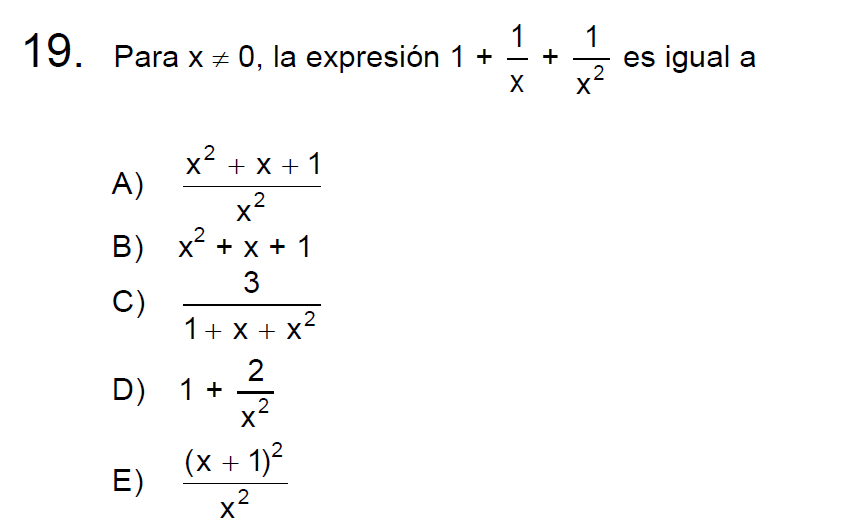 19. Para x ≠ 0, la expresión 1 + 1/x + 1/x² es igual a
A) (x² + x + 1)/x²
B) x² + x + 1
C) 3/(1 + x + x²)
D) 1 + 2/x²
E) (x + 1)²/x²